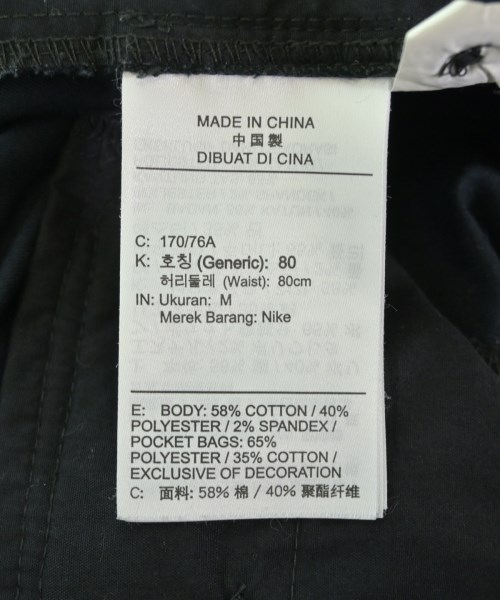 MADE IN CHINA
中国製
DIBUAT DI CINA
C: 170/76A
K: 호칭 (Generic): 80
허리둘레 (Waist): 80cm
IN: Ukuran: M
Merek Barang: Nike
E: BODY: 58% COTTON / 40%
POLYESTER / 2% SPANDEX /
POCKET BAGS: 65%
POLYESTER / 35% COTTON /
EXCLUSIVE OF DECORATION
C: 面料: 58% 棉 / 40% 聚酯纤维